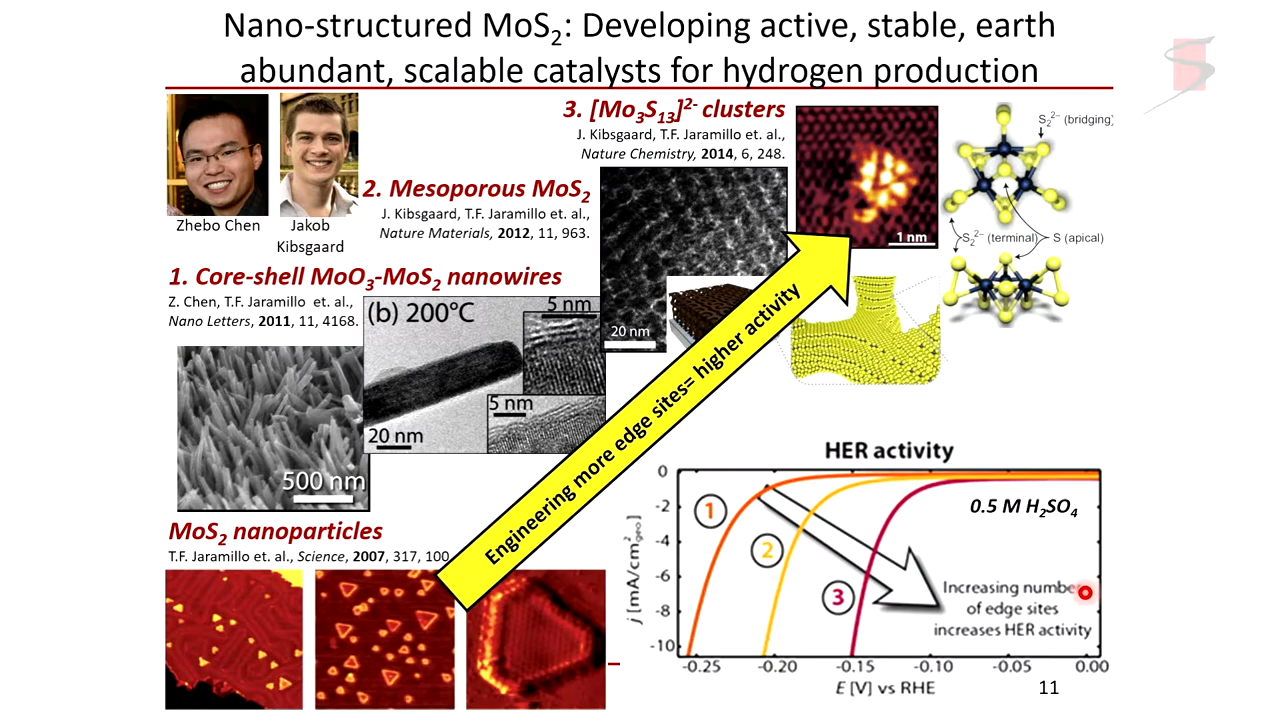 Nano-structured MoS2: Developing active, stable, earth
abundant, scalable catalysts for hydrogen production
Zhebo Chen
Jakob
Kibsgaard
3. [Mo3S13]2- clusters
J. Kibsgaard, T.F. Jaramillo et. al.,
Nature Chemistry, 2014, 6, 248.
2. Mesoporous MoS2
J. Kibsgaard, T.F. Jaramillo et. al.,
Nature Materials, 2012, 11, 963.
1. Core-shell MoO3-MoS2 nanowires
Z. Chen, T.F. Jaramillo et. al.,
Nano Letters, 2011, 11, 4168.
(b) 200°C
5 nm
5 nm
20 nm
500 nm
20 nm
1 nm
S2 2− (bridging)
S2 2− (terminal)
S (apical)
Engineering more edge sites= higher activity
MoS2 nanoparticles
T.F. Jaramillo et. al., Science, 2007, 317, 100
HER activity
0.5 M H2SO4
1
2
3
Increasing numbe
of edge sites
increases HER activity
j [mA/cm2geo]
0
-2
-4
-6
-8
-10
-0.25 -0.20 -0.15 -0.10 -0.05 0.00
E [V] vs RHE
11